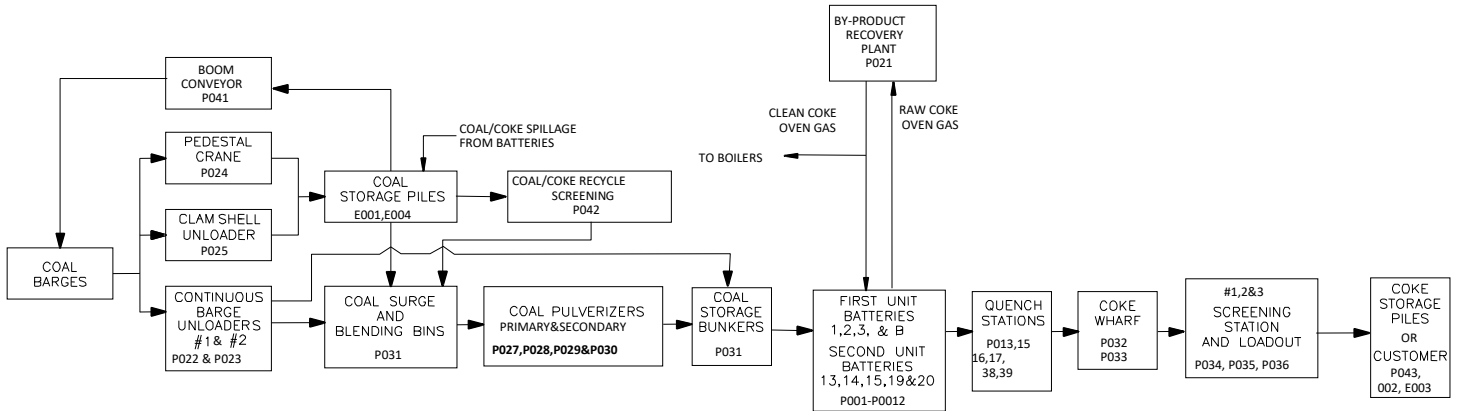 BY-PRODUCT
RECOVERY
PLANT
P021
BOOM
CONVEYOR
P041
CLEAN COKE
OVEN GAS
RAW COKE
OVEN GAS
COAL/COKE SPILLAGE
FROM BATTERIES
TO BOILERS
PEDESTAL
CRANE
P024
COAL
STORAGE PILES
E001,E004
COAL/COKE RECYCLE
SCREENING
P042
CLAM SHELL
UNLOADER
P025
COAL
BARGES
CONTINUOUS
BARGE
UNLOADERS
#1& #2
P022 & P023
COAL SURGE
AND
BLENDING BINS
P031
COAL PULVERIZERS
PRIMARY&SECONDARY
P027,P028,P029&P030
COAL
STORAGE
BUNKERS
P031
FIRST UNIT
BATTERIES
1,2,3, & B
SECOND UNIT
BATTERIES
13,14,15,19&20
P001-P0012
QUENCH
STATIONS
P013,15
16,17,
38,39
COKE
WHARF
P032
P033
#1,2&3
SCREENING
STATION
AND LOADOUT
P034, P035, P036
COKE
STORAGE
PILES
OR
CUSTOMER
P043,
002, E003